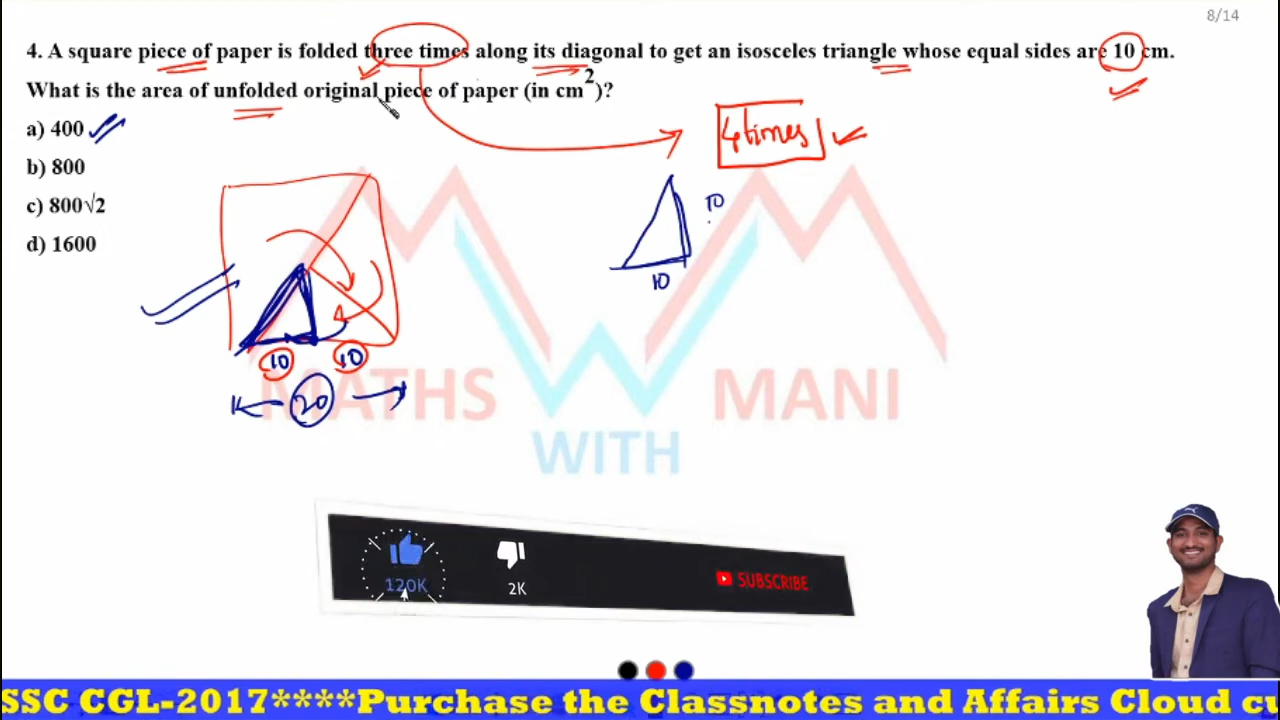 8/14
4. A square piece of paper is folded three times along its diagonal to get an isosceles triangle whose equal sides are 10 cm.
What is the area of unfolded original piece of paper (in cm²)?
a) 400
4 times
b) 800
c) 800√2
10
d) 1600
10
10
10
20
MATHS
WITH
MANI
120K
2K
SUBSCRIBE
SSC CGL-2017****Purchase the Classnotes and Affairs Cloud cu